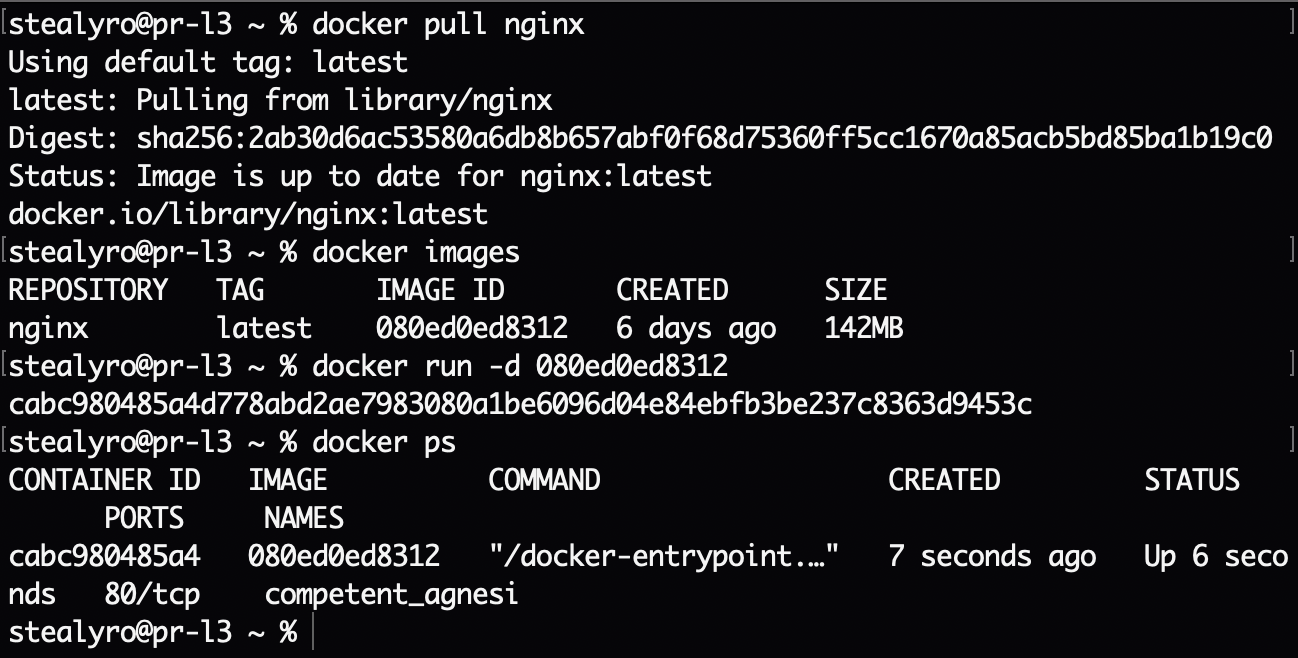 [stealyro@pr-l3 ~ % docker pull nginx ]
Using default tag: latest
latest: Pulling from library/nginx
Digest: sha256:2ab30d6ac53580a6db8b657abf0f68d75360ff5cc1670a85acb5bd85ba1b19c0
Status: Image is up to date for nginx:latest
docker.io/library/nginx:latest
[stealyro@pr-l3 ~ % docker images ]
REPOSITORY   TAG       IMAGE ID       CREATED      SIZE
nginx        latest    080ed0ed8312   6 days ago   142MB
[stealyro@pr-l3 ~ % docker run -d 080ed0ed8312 ]
cabc980485a4d778abd2ae7983080a1be6096d04e84ebfb3be237c8363d9453c
[stealyro@pr-l3 ~ % docker ps ]
CONTAINER ID   IMAGE          COMMAND                  CREATED         STATUS
      PORTS     NAMES
cabc980485a4   080ed0ed8312   "/docker-entrypoint.…"   7 seconds ago   Up 6 seco
nds   80/tcp    competent_agnesi
stealyro@pr-l3 ~ %